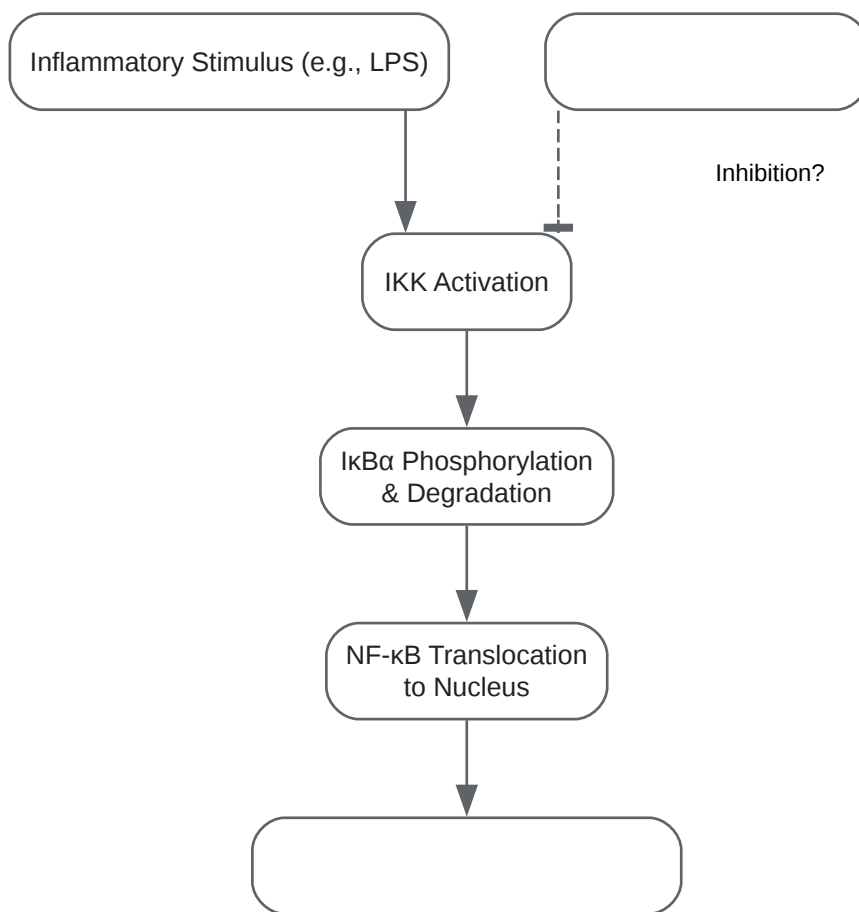 Inflammatory Stimulus (e.g., LPS)
Inhibition?
IKK Activation
IκBα Phosphorylation
& Degradation
NF-κB Translocation
to Nucleus